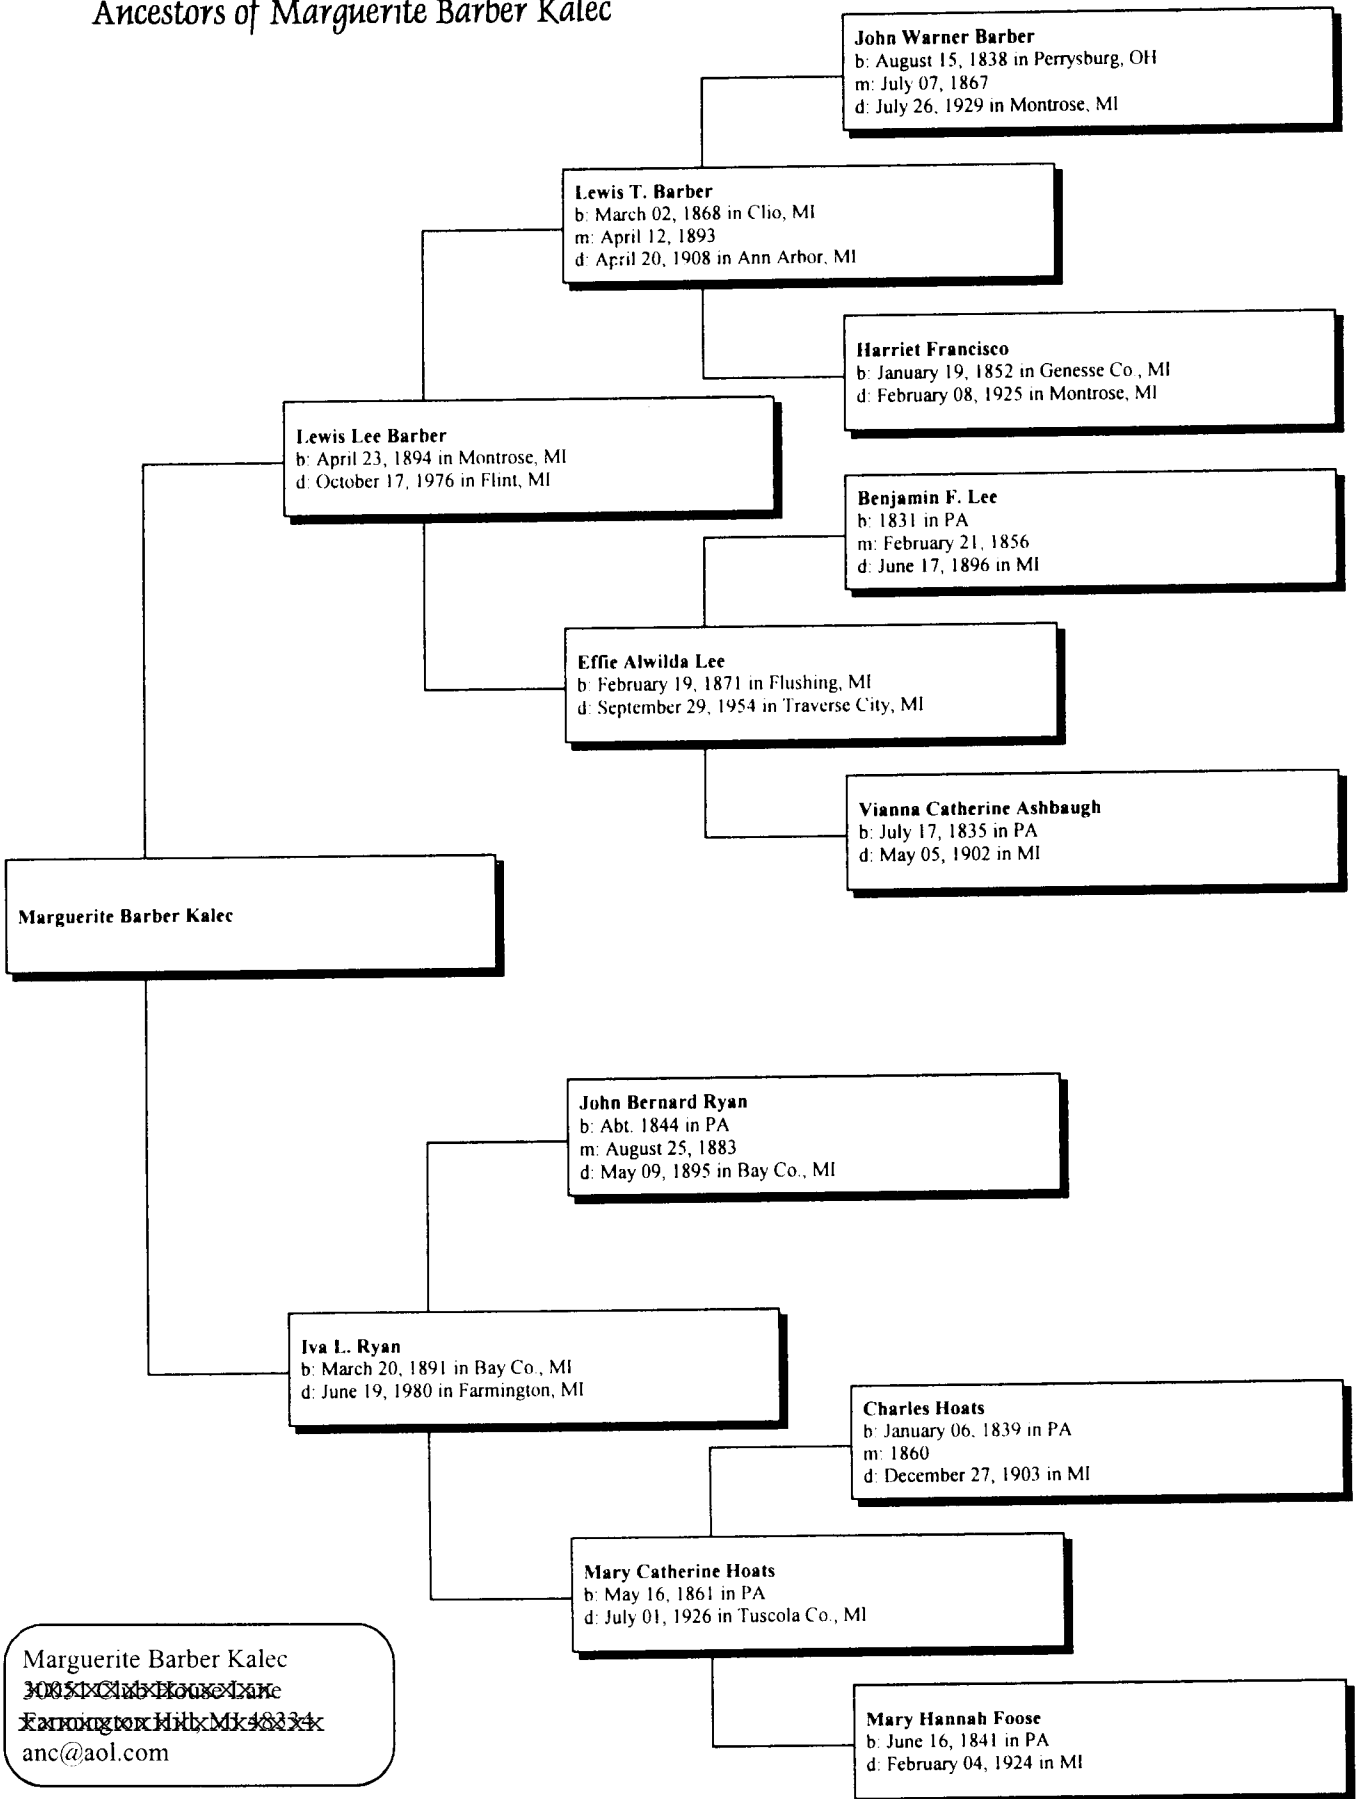 Ancestors of Marguerite Barber Kalec
John Warner Barber
b: August 15, 1838 in Perrysburg, OH
m: July 07, 1867
d: July 26, 1929 in Montrose, MI
Lewis T. Barber
b: March 02, 1868 in Clio, MI
m: April 12, 1893
d: April 20, 1908 in Ann Arbor, MI
Harriet Francisco
b: January 19, 1852 in Genesse Co., MI
d: February 08, 1925 in Montrose, MI
Lewis Lee Barber
b: April 23, 1894 in Montrose, MI
d: October 17, 1976 in Flint, MI
Benjamin F. Lee
b: 1831 in PA
m: February 21, 1856
d: June 17, 1896 in MI
Effie Alwilda Lee
b: February 19, 1871 in Flushing, MI
d: September 29, 1954 in Traverse City, MI
Vianna Catherine Ashbaugh
b: July 17, 1835 in PA
d: May 05, 1902 in MI
Marguerite Barber Kalec
John Bernard Ryan
b: Abt. 1844 in PA
m: August 25, 1883
d: May 09, 1895 in Bay Co., MI
Iva L. Ryan
b: March 20, 1891 in Bay Co., MI
d: June 19, 1980 in Farmington, MI
Charles Hoats
b: January 06, 1839 in PA
m: 1860
d: December 27, 1903 in MI
Mary Catherine Hoats
b: May 16, 1861 in PA
d: July 01, 1926 in Tuscola Co., MI
Mary Hannah Foose
b: June 16, 1841 in PA
d: February 04, 1924 in MI
Marguerite Barber Kalec
anc@aol.com